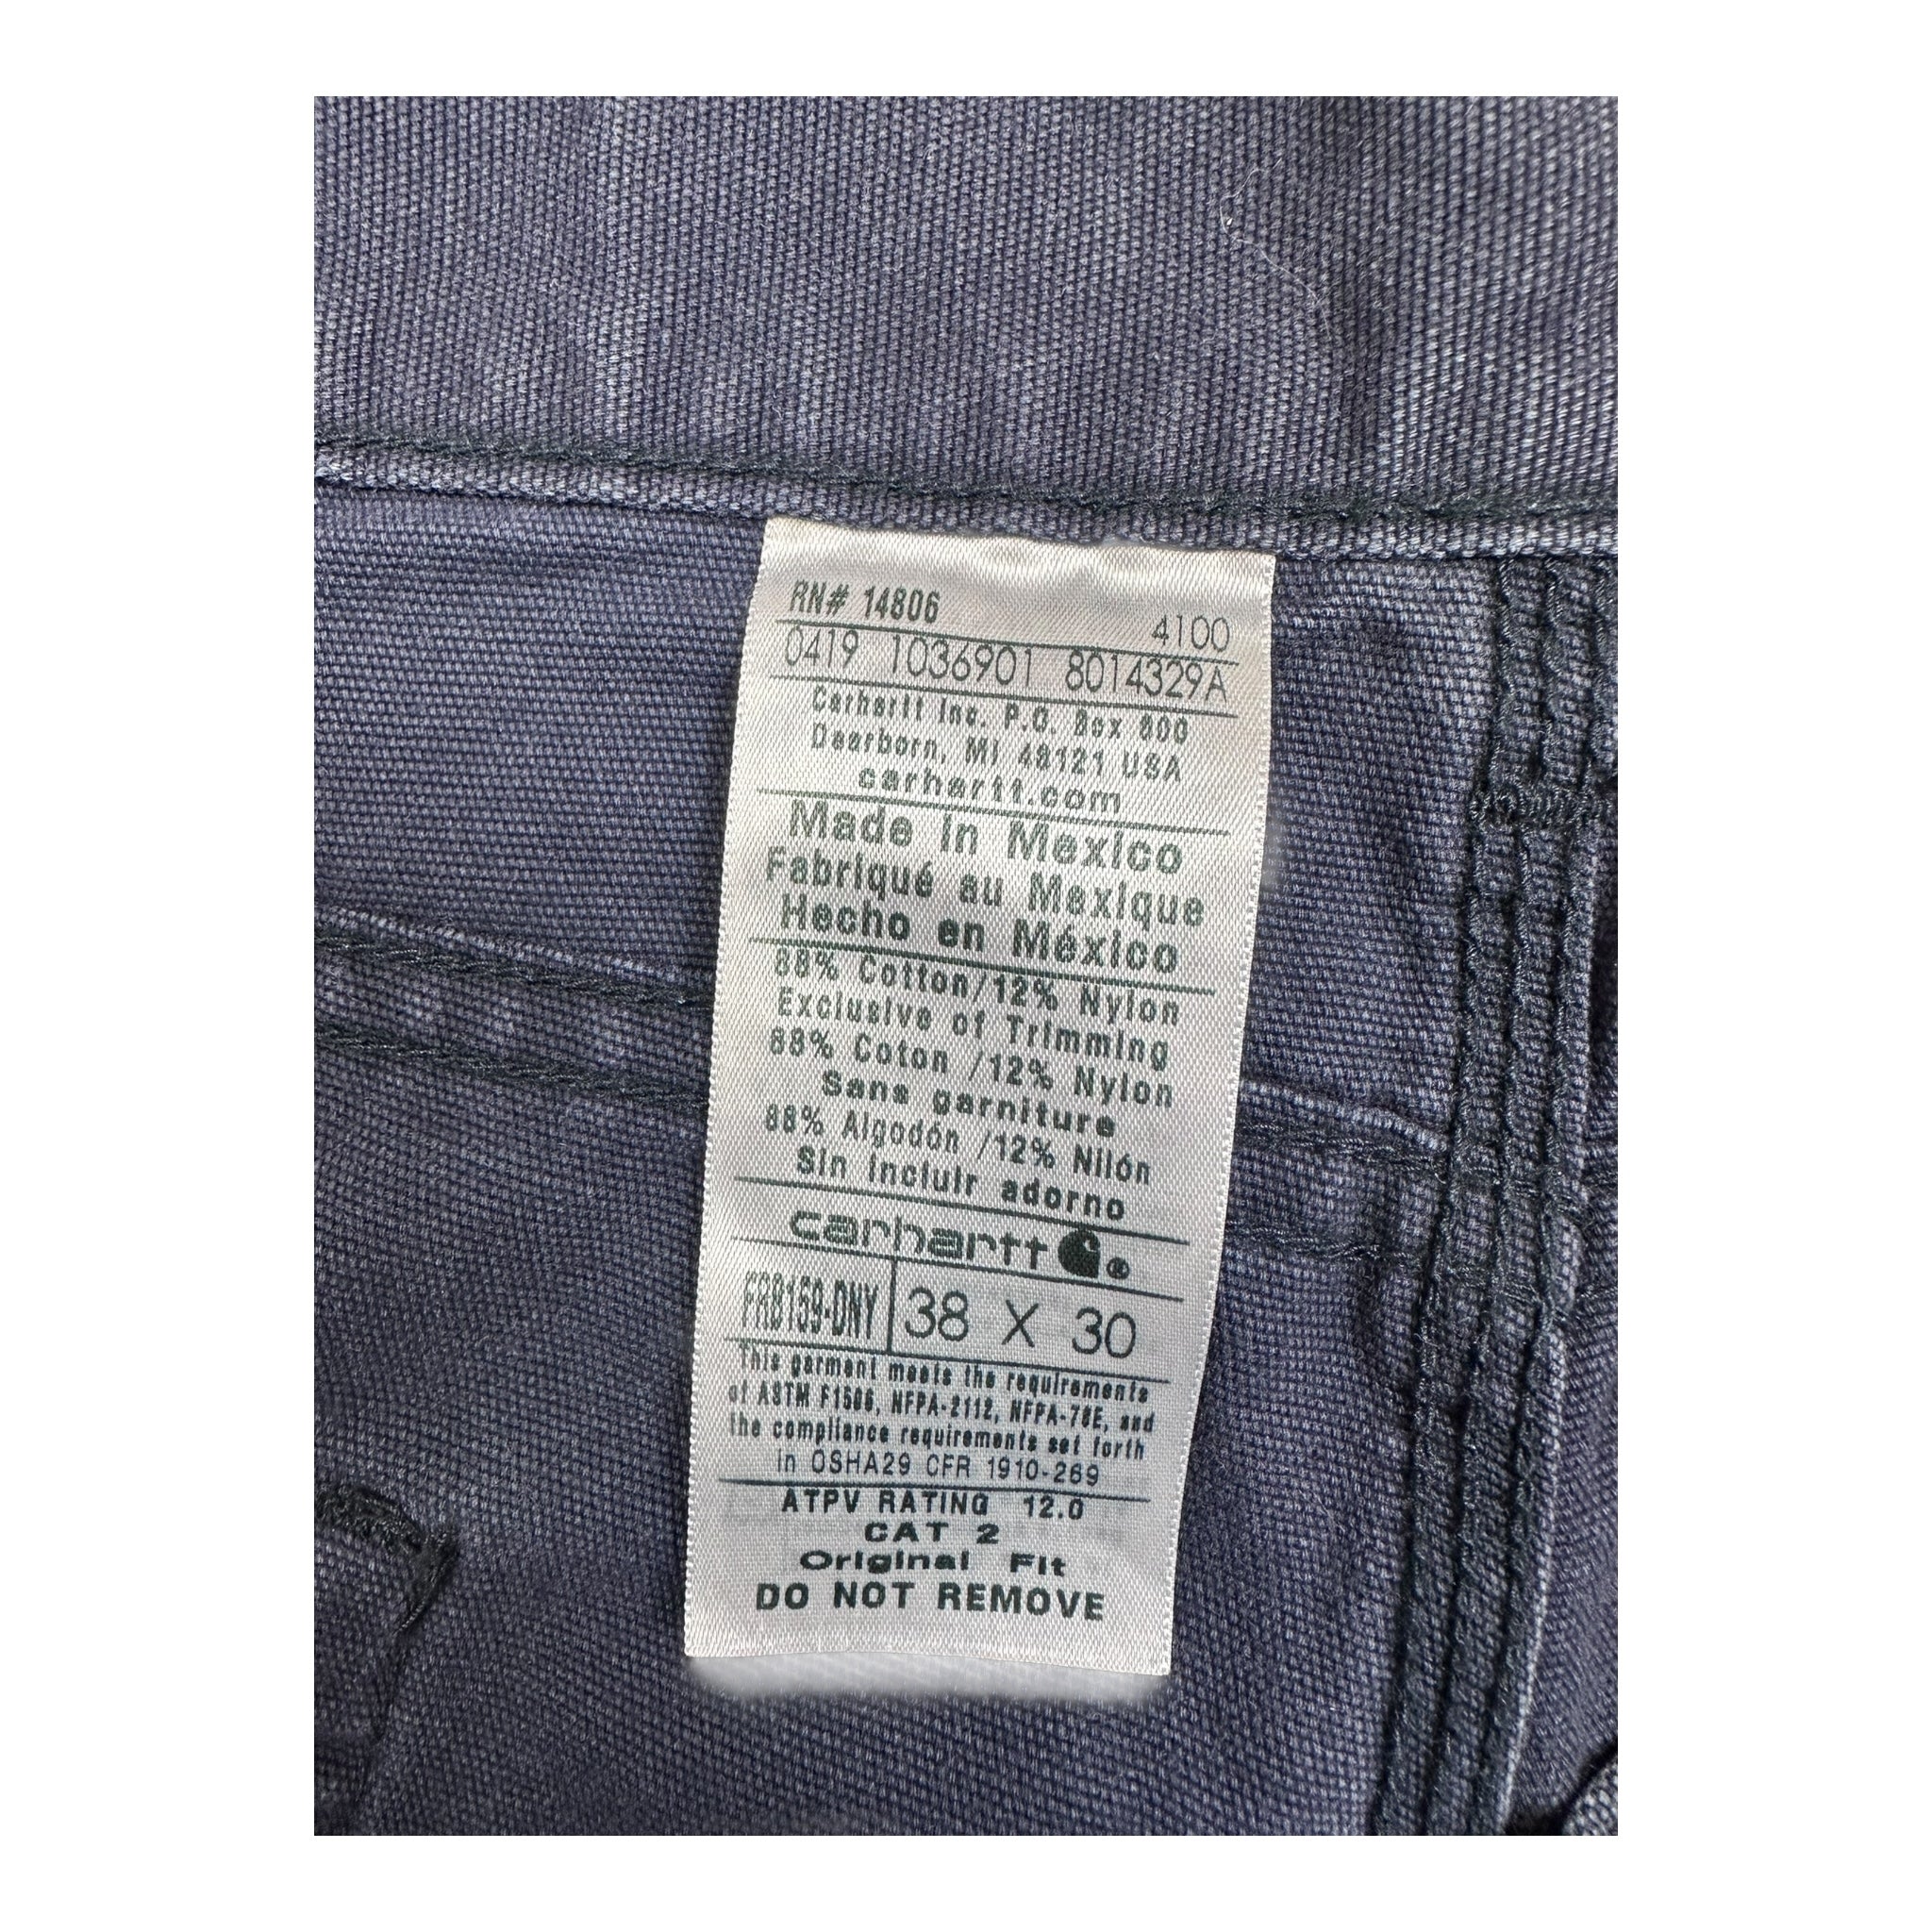 RN# 14806
4100
0419 1036901 8014329A
Carhartt Inc. P.O. Box 600
Dearborn, MI 48121 USA
carhartt.com
Made in Mexico
Fabriqué au Mexique
Hecho en México
88% Cotton/12% Nylon
Exclusive of Trimming
88% Coton /12% Nylon
Sans garniture
88% Algodón /12% Nilón
Sin incluir adorno
carhartt ®
FRB159-DNY 38 X 30
This garment meets the requirements
of ASTM F1506, NFPA-2112, NFPA-70E, and
the compliance requirements set forth
in OSHA29 CFR 1910-269
ATPV RATING 12.0
CAT 2
Original Fit
DO NOT REMOVE